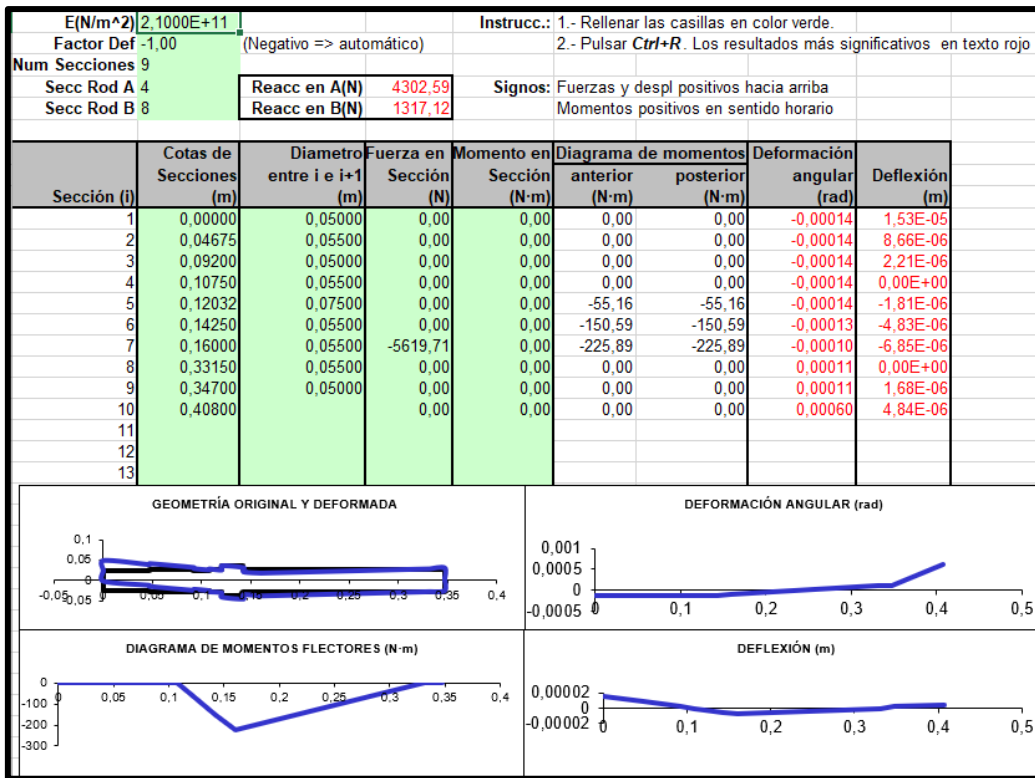 E(N/m^2) 2,1000E+11 Instrucc.: 1.- Rellenar las casillas en color verde.
Factor Def -1,00 (Negativo => automático) 2.- Pulsar Ctrl+R. Los resultados más significativos en texto rojo
Num Secciones 9
Secc Rod A 4 Reacc en A(N) 4302,59 Signos: Fuerzas y despl positivos hacia arriba
Secc Rod B 8 Reacc en B(N) 1317,12 Momentos positivos en sentido horario
Cotas de Diametro Fuerza en Momento en Diagrama de momentos Deformación
Secciones entre i e i+1 Sección Sección anterior posterior angular Deflexión
Sección (i) (m) (m) (N) (N·m) (N·m) (N·m) (rad) (m)
1 0,00000 0,05000 0,00 0,00 0,00 0,00 -0,00014 1,53E-05
2 0,04675 0,05500 0,00 0,00 0,00 0,00 -0,00014 8,66E-06
3 0,09200 0,05000 0,00 0,00 0,00 0,00 -0,00014 2,21E-06
4 0,10750 0,05500 0,00 0,00 0,00 0,00 -0,00014 0,00E+00
5 0,12032 0,07500 0,00 0,00 -55,16 -55,16 -0,00014 -1,81E-06
6 0,14250 0,05500 0,00 0,00 -150,59 -150,59 -0,00013 -4,83E-06
7 0,16000 0,05500 -5619,71 0,00 -225,89 -225,89 -0,00010 -6,85E-06
8 0,33150 0,05500 0,00 0,00 0,00 0,00 0,00011 0,00E+00
9 0,34700 0,05000 0,00 0,00 0,00 0,00 0,00011 1,68E-06
10 0,40800 0,00 0,00 0,00 0,00 0,00060 4,84E-06
11
12
13
GEOMETRÍA ORIGINAL Y DEFORMADA
0,1
0,05
0
-0,05
-0,05 0 0,05 0,1 0,15 0,2 0,25 0,3 0,35 0,4
DEFORMACIÓN ANGULAR (rad)
0,001
0,0005
0
-0,0005
0 0,1 0,2 0,3 0,4 0,5
DIAGRAMA DE MOMENTOS FLECTORES (N·m)
0
-100
-200
-300
0 0,05 0,1 0,15 0,2 0,25 0,3 0,35 0,4
DEFLEXIÓN (m)
0,00002
0
-0,00002
0 0,1 0,2 0,3 0,4 0,5